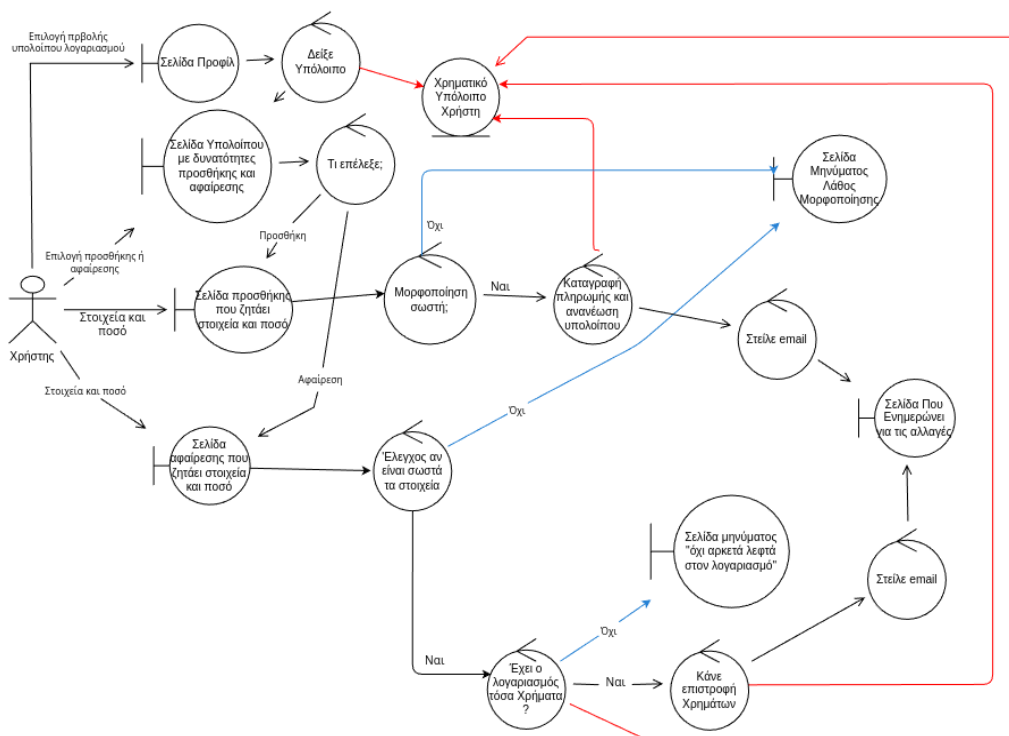 Επιλογή πρβολής
υπολοίπου λογαριασμού
Σελίδα Προφίλ
Δείξε
Υπόλοιπο
Χρηματικό
Υπόλοιπο
Χρήστη
Σελίδα Υπολοίπου
με δυνατότητες
προσθήκης και
αφαίρεσης
Τι επέλεξε;
Σελίδα
Μηνύματος
Λάθος
Μορφοποίησης
Προσθήκη
Όχι
Επιλογή προσθήκης ή
αφαίρεσης
Σελίδα προσθήκης
που ζητάει
στοιχεία και ποσό
Μορφοποίηση
σωστή;
Ναι
Καταγραφή
πληρωμής και
ανανέωση
υπολοίπου
Στοιχεία και
ποσό
Χρήστης
Στείλε email
Αφαίρεση
Στοιχεία και ποσό
Όχι
Σελίδα Που
Ενημερώνει
για τις αλλαγές
Σελίδα
αφαίρεσης που
ζητάει στοιχεία
και ποσό
Έλεγχος αν
είναι σωστά
τα στοιχεία
Σελίδα μηνύματος
"όχι αρκετά λεφτά
στον λογαριασμό"
Στείλε email
Όχι
Ναι
Έχει ο
λογαριασμός
τόσα Χρήματα
?
Ναι
Κάνε
επιστροφή
Χρημάτων